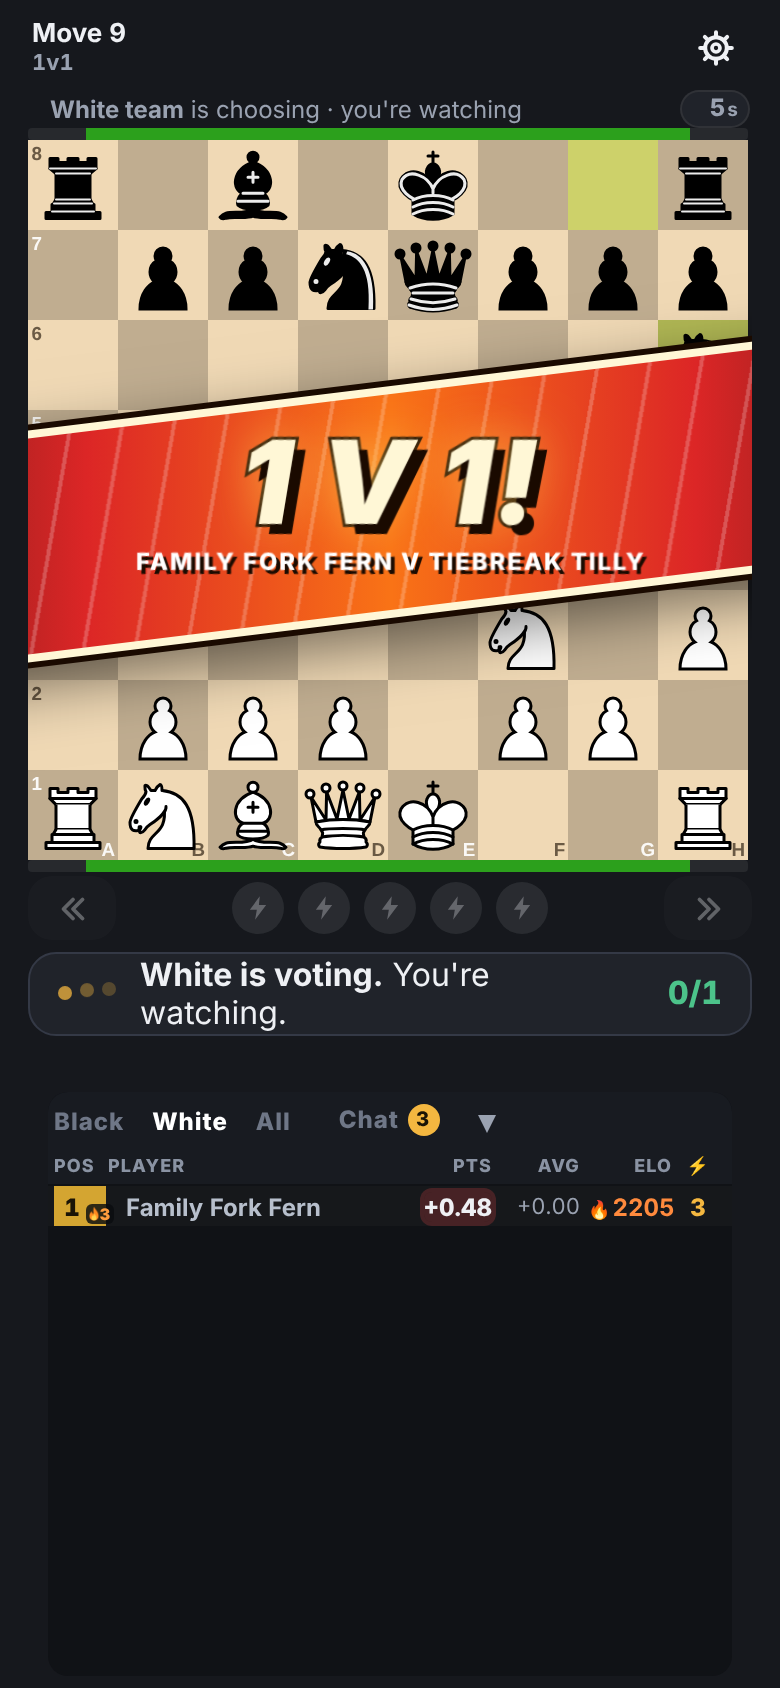 Move 9
1v1
White team is choosing · you're watching
5s
8
7
6
5
1 V 1!
FAMILY FORK FERN V TIEBREAK TILLY
2
1
A B C D E F G H
White is voting. You're
watching.
0/1
Black White All Chat 3 ▼
POS PLAYER PTS AVG ELO ⚡
1 🔥3 Family Fork Fern +0.48 +0.00 🔥2205 3